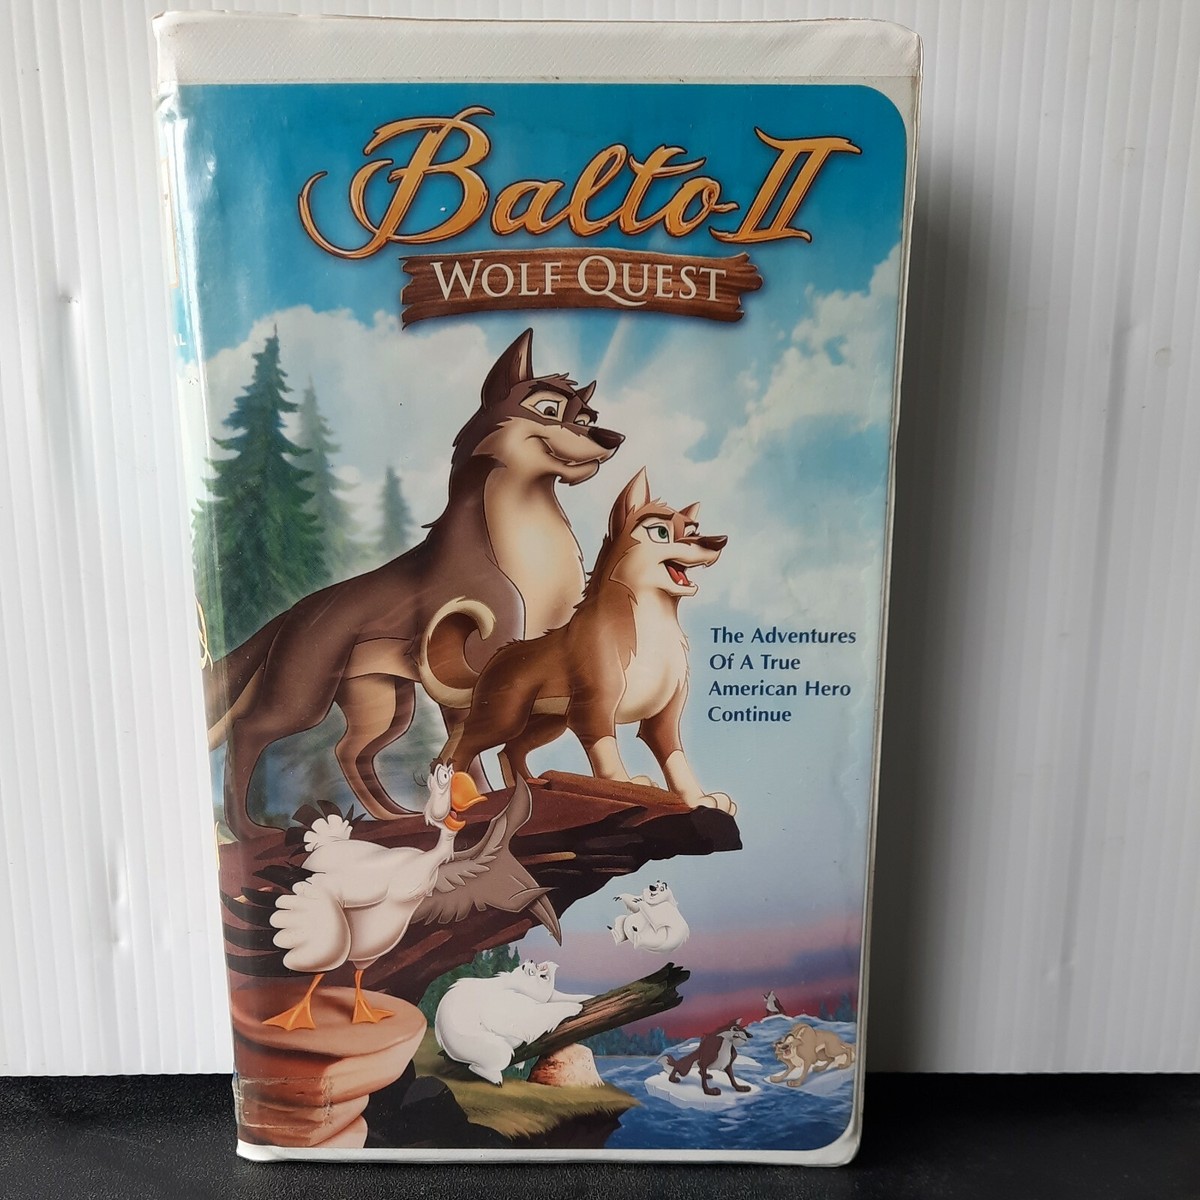 Balto II
WOLF QUEST
The Adventures
Of A True
American Hero
Continue